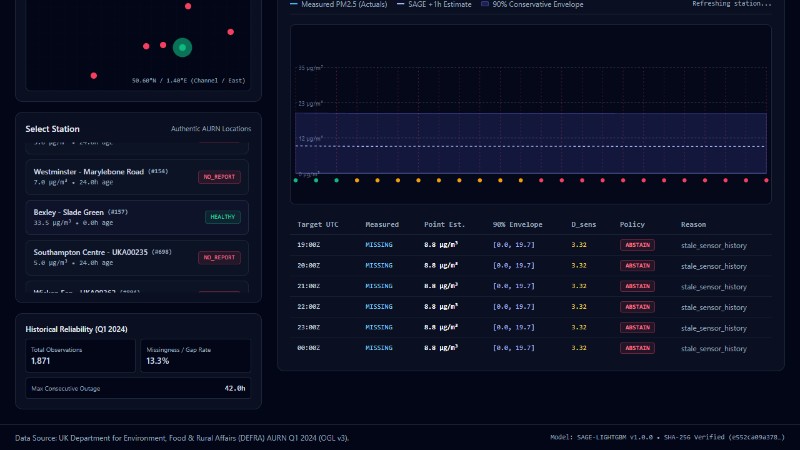 Measured PM2.5 (Actuals) SAGE +1h Estimate 90% Conservative Envelope Refreshing station...
50.60°N / 1.40°E (Channel / East)
Select Station Authentic AURN Locations
Westminster - Marylebone Road (#154)
7.0 µg/m³ • 24.0h age NO_REPORT
Bexley - Slade Green (#157)
33.5 µg/m³ • 0.0h age HEALTHY
Southampton Centre - UKA00235 (#698)
5.0 µg/m³ • 24.0h age NO_REPORT
Historical Reliability (Q1 2024)
Total Observations
1,871
Missingness / Gap Rate
13.3%
Max Consecutive Outage 42.0h
23 µg/m³
12 µg/m³
0 µg/m³
Target UTC Measured Point Est. 90% Envelope D_sens Policy Reason
19:00Z MISSING 8.8 µg/m³ [0.0, 19.7] 3.32 ABSTAIN stale_sensor_history
20:00Z MISSING 8.8 µg/m³ [0.0, 19.7] 3.32 ABSTAIN stale_sensor_history
21:00Z MISSING 8.8 µg/m³ [0.0, 19.7] 3.32 ABSTAIN stale_sensor_history
22:00Z MISSING 8.8 µg/m³ [0.0, 19.7] 3.32 ABSTAIN stale_sensor_history
23:00Z MISSING 8.8 µg/m³ [0.0, 19.7] 3.32 ABSTAIN stale_sensor_history
00:00Z MISSING 8.8 µg/m³ [0.0, 19.7] 3.32 ABSTAIN stale_sensor_history
Data Source: UK Department for Environment, Food & Rural Affairs (DEFRA) AURN Q1 2024 (OGL v3).
Model: SAGE-LIGHTGBM v1.0.0 • SHA-256 Verified